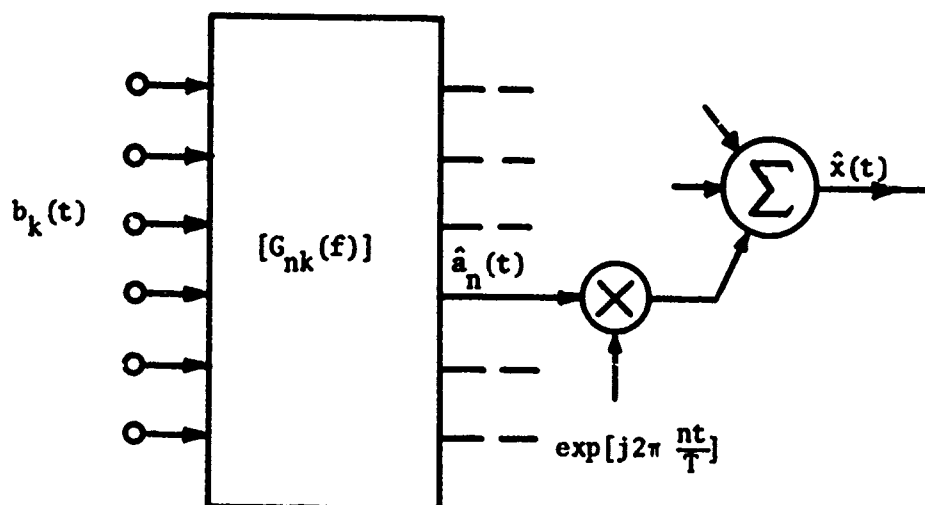 b_k(t)
[G_nk(f)]
â_n(t)
Σ
x̂(t)
exp[j2π nt/T]